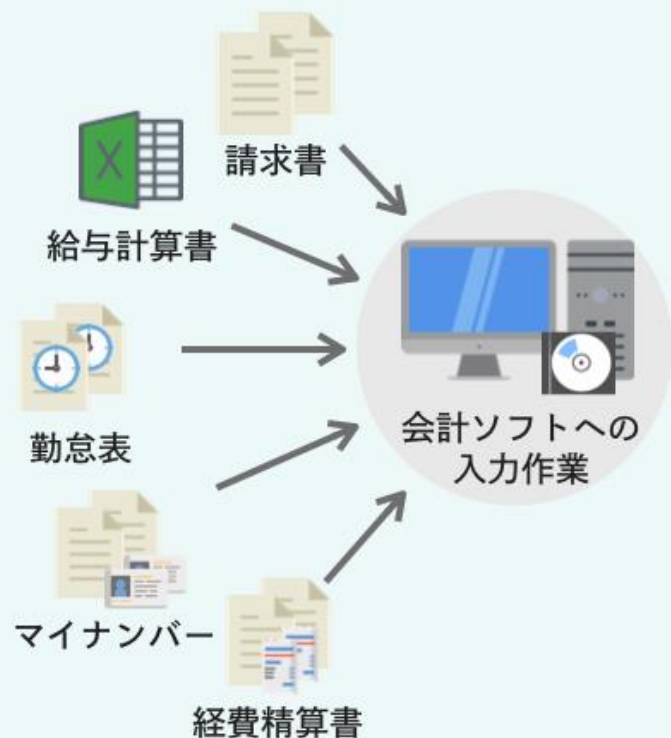 請求書
給与計算書
勤怠表
マイナンバー
経費精算書
会計ソフトへの
入力作業